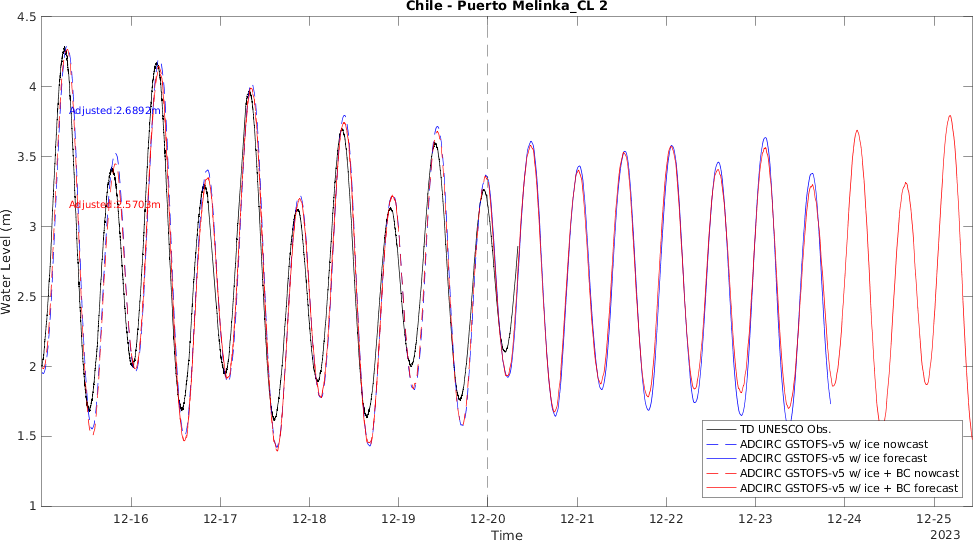 Chile - Puerto Melinka_CL 2
4.5
4
3.5
3
2.5
2
1.5
1
Water Level (m)
Adjusted:2.6892m
Adjusted:2.5703m
12-16
12-17
12-18
12-19
12-20
12-21
12-22
12-23
12-24
12-25
2023
Time
TD UNESCO Obs.
ADCIRC GSTOFS-v5 w/ ice nowcast
ADCIRC GSTOFS-v5 w/ ice forecast
ADCIRC GSTOFS-v5 w/ ice + BC nowcast
ADCIRC GSTOFS-v5 w/ ice + BC forecast